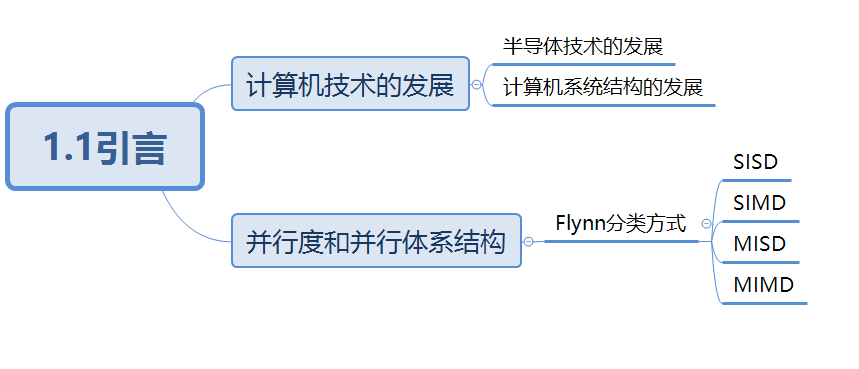 1.1引言
计算机技术的发展
半导体技术的发展
计算机系统结构的发展
并行度和并行体系结构
Flynn分类方式
SISD
SIMD
MISD
MIMD